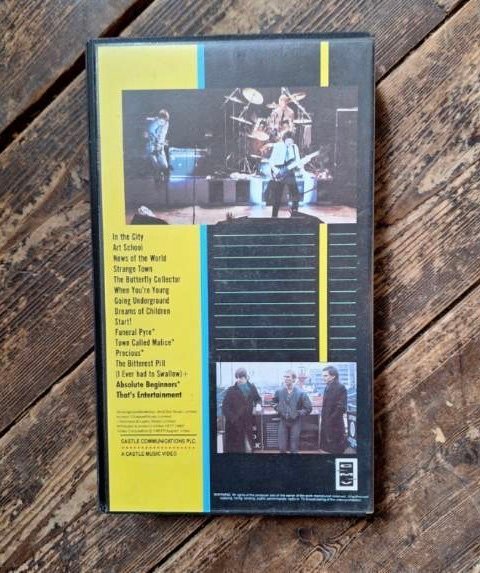 In the City
Art School
News of the World
Strange Town
The Butterfly Collector
When You're Young
Going Underground
Dreams of Children
Start!
Funeral Pyre*
Town Called Malice*
Precious*
The Bitterest Pill
(I Ever had to Swallow)+
Absolute Beginners*
That's Entertainment
CASTLE COMMUNICATIONS PLC.
A CASTLE MUSIC VIDEO